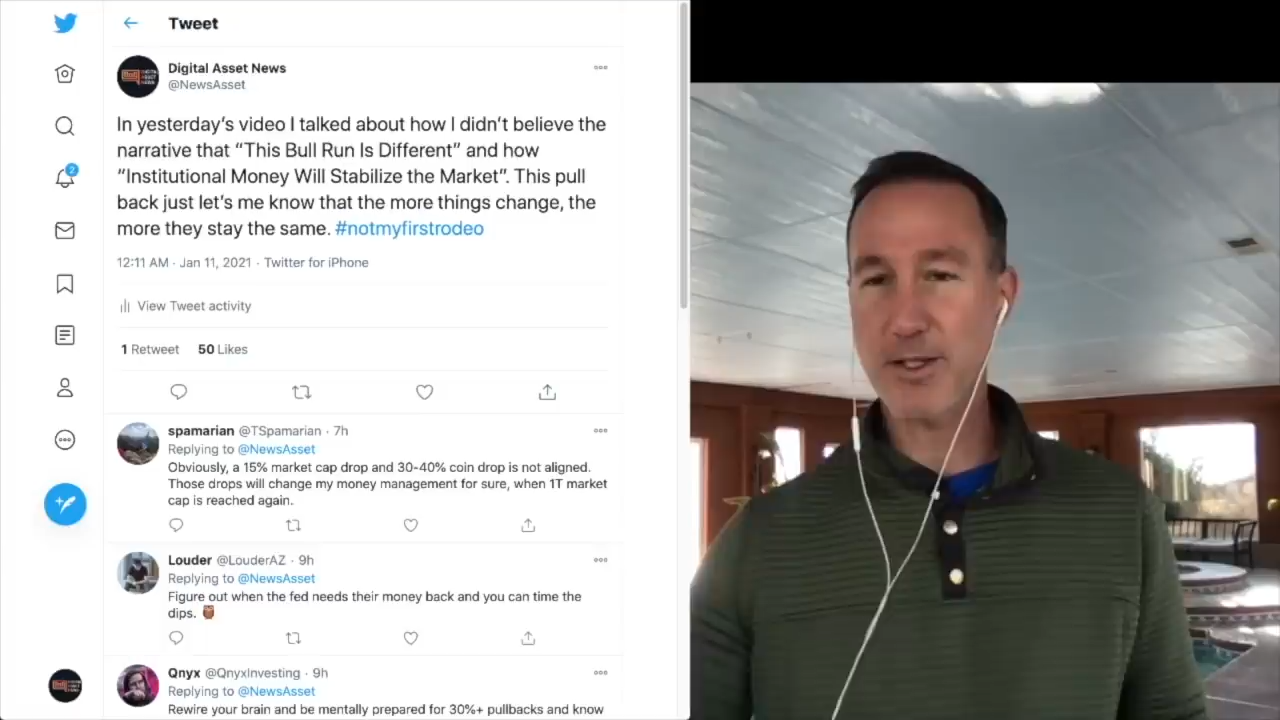 Tweet
Digital Asset News
@NewsAsset
In yesterday's video I talked about how I didn't believe the
narrative that “This Bull Run Is Different” and how
“Institutional Money Will Stabilize the Market”. This pull
back just let's me know that the more things change, the
more they stay the same. #notmyfirstrodeo
12:11 AM · Jan 11, 2021 · Twitter for iPhone
View Tweet activity
1 Retweet 50 Likes
spamarian @TSpamarian · 7h
Replying to @NewsAsset
Obviously, a 15% market cap drop and 30-40% coin drop is not aligned.
Those drops will change my money management for sure, when 1T market
cap is reached again.
Louder @LouderAZ · 9h
Replying to @NewsAsset
Figure out when the fed needs their money back and you can time the
dips. 🦉
Qnyx @QnyxInvesting · 9h
Replying to @NewsAsset
Rewire your brain and be mentally prepared for 30%+ pullbacks and know
2